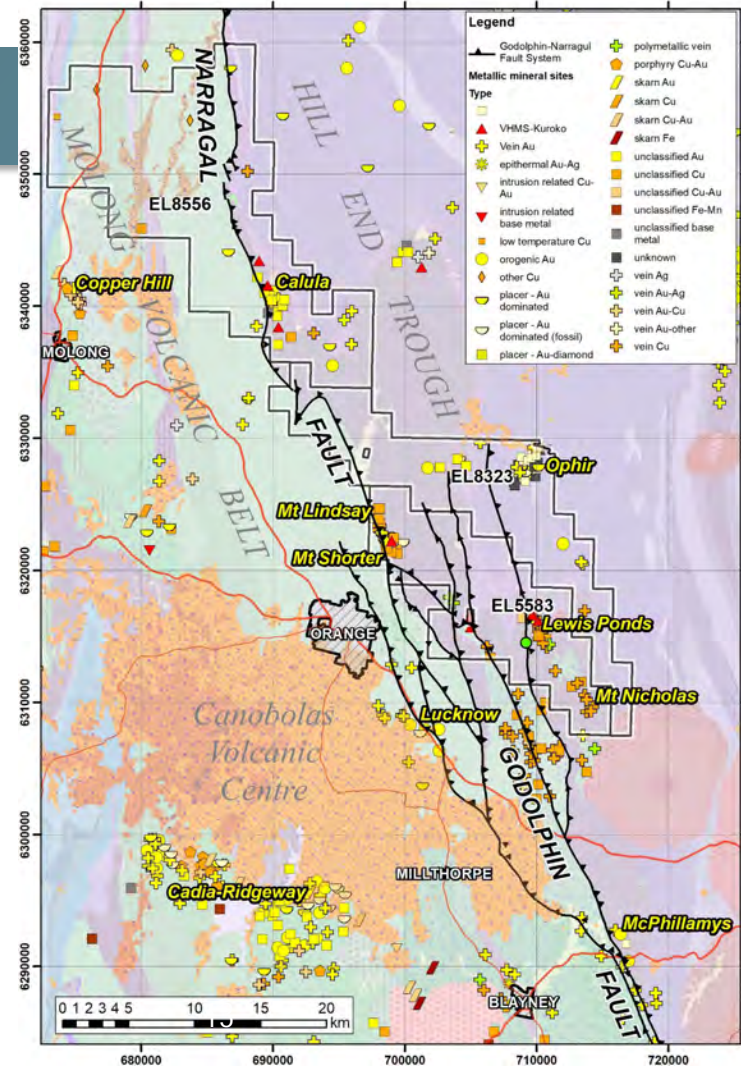 Legend
Godolphin-Narragul
Fault System
Metallic mineral sites
Type
VHMS-Kuroko
Vein Au
epithermal Au-Ag
intrusion related Cu-
Au
intrusion related
base metal
low temperature Cu
orogenic Au
other Cu
placer - Au
dominated
placer - Au
dominated (fossil)
placer - Au-diamond
polymetallic vein
porphyry Cu-Au
skarn Au
skarn Cu
skarn Cu-Au
skarn Fe
unclassified Au
unclassified Cu
unclassified Cu-Au
unclassified Fe-Mn
unclassified base
metal
unknown
vein Ag
vein Au-Ag
vein Au-Cu
vein Au-other
vein Cu
6360000
6350000
6340000
6330000
6320000
6310000
6300000
6290000
NARRAGAL
FAULT
HILL
END
TROUGH
MOLONG
VOLCANIC
BELT
EL8556
Copper Hill
Calula
MOLONG
Ophir
EL8323
Mt Lindsay
Mt Shorter
EL5583
Lewis Ponds
ORANGE
Mt Nicholas
Lucknow
Canobolas
Volcanic
Centre
GODOLPHIN
FAULT
MILLTHORPE
Cadia-Ridgeway
McPhillamys
BLAYNEY
0 1 2 3 4 5 10 15 20
km
680000 690000 700000 710000 720000